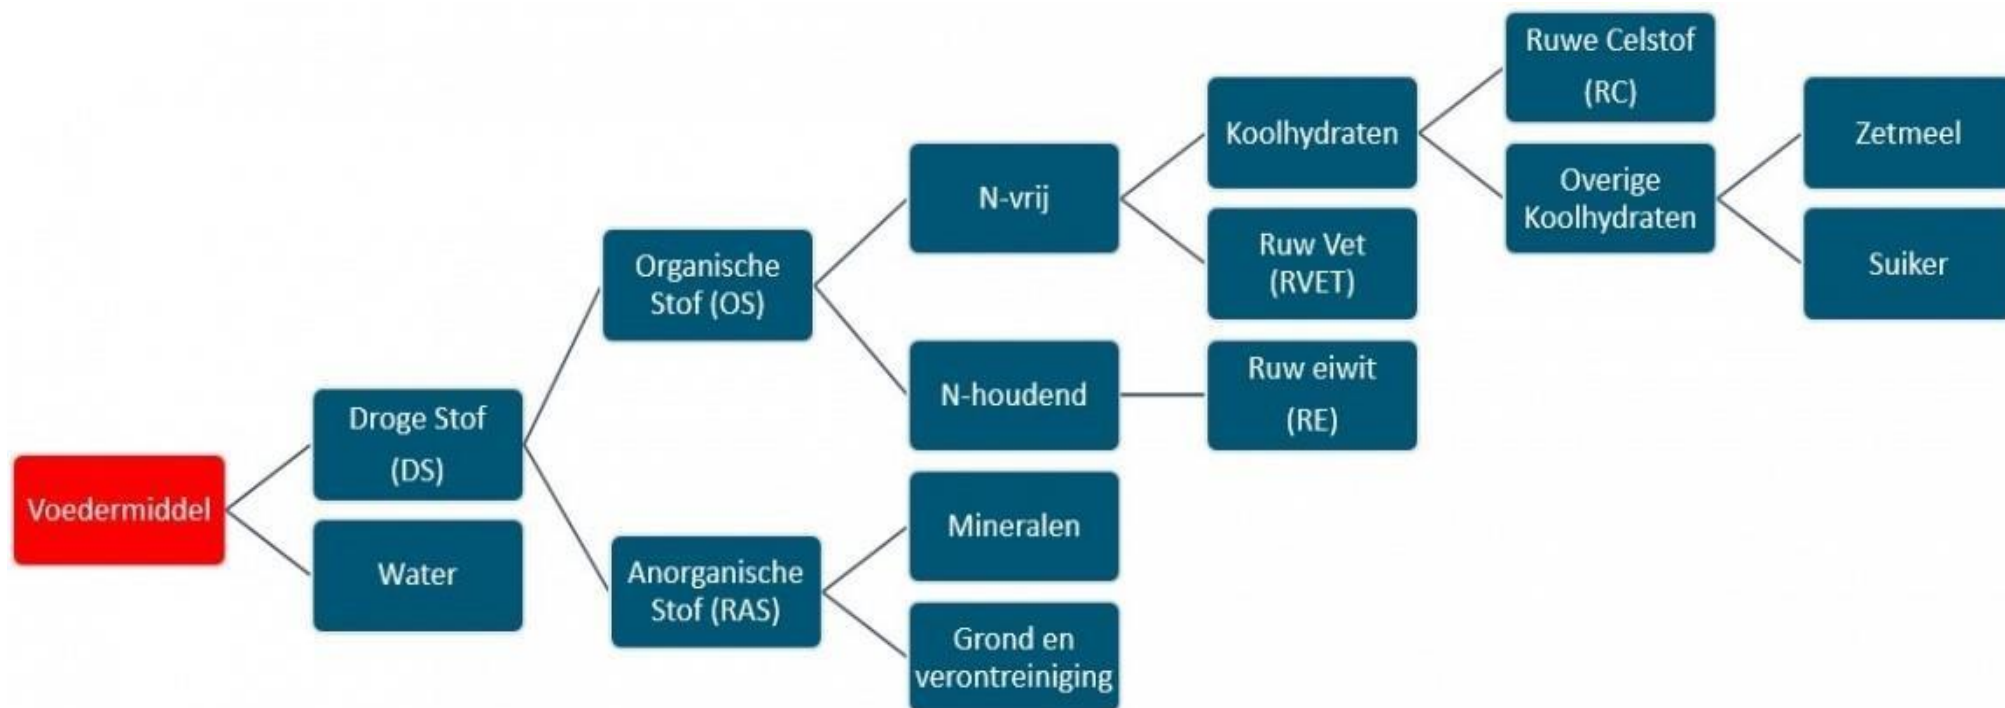 Voedermiddel
Droge Stof
(DS)
Water
Organische
Stof (OS)
Anorganische
Stof (RAS)
N-vrij
N-houdend
Mineralen
Grond en
verontreiniging
Koolhydraten
Ruw Vet
(RVET)
Ruw eiwit
(RE)
Ruwe Celstof
(RC)
Overige
Koolhydraten
Zetmeel
Suiker